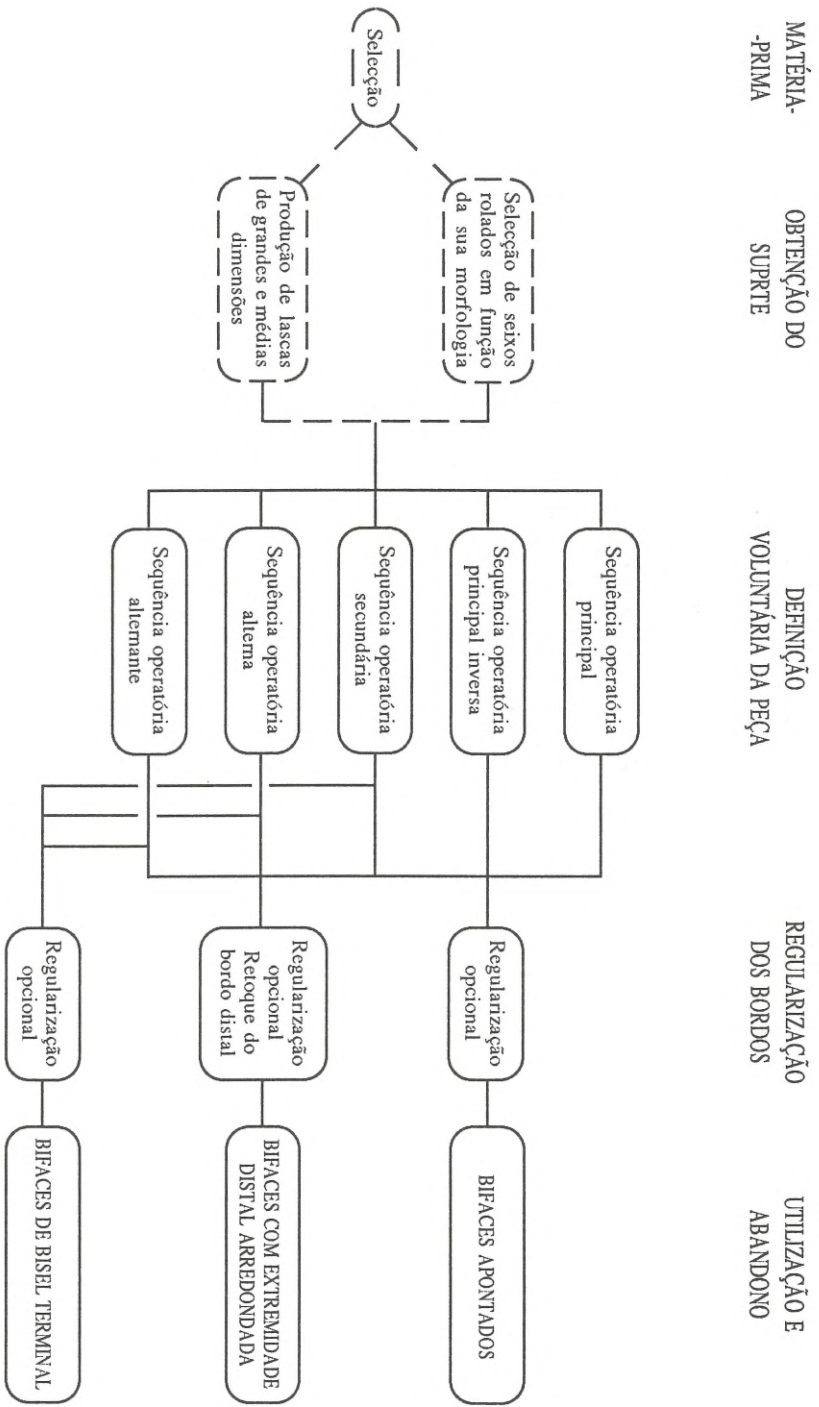 MATÉRIA-
-PRIMA
OBTENÇÃO DO
SUPRTE
DEFINIÇÃO
VOLUNTÁRIA DA PEÇA
REGULARIZAÇÃO
DOS BORDOS
UTILIZAÇÃO E
ABANDONO
Selecção
Selecção de seixos
rolados em função
da sua morfologia
Produção de lascas
de grandes e médias
dimensões
Sequência operatória
principal
Sequência operatória
principal inversa
Sequência operatória
secundária
Sequência operatória
alterna
Sequência operatória
alternante
Regularização
opcional
Regularização
opcional
Retoque do
bordo distal
Regularização
opcional
BIFACES APONTADOS
BIFACES COM EXTREMIDADE
DISTAL ARREDONDADA
BIFACES DE BISEL TERMINAL